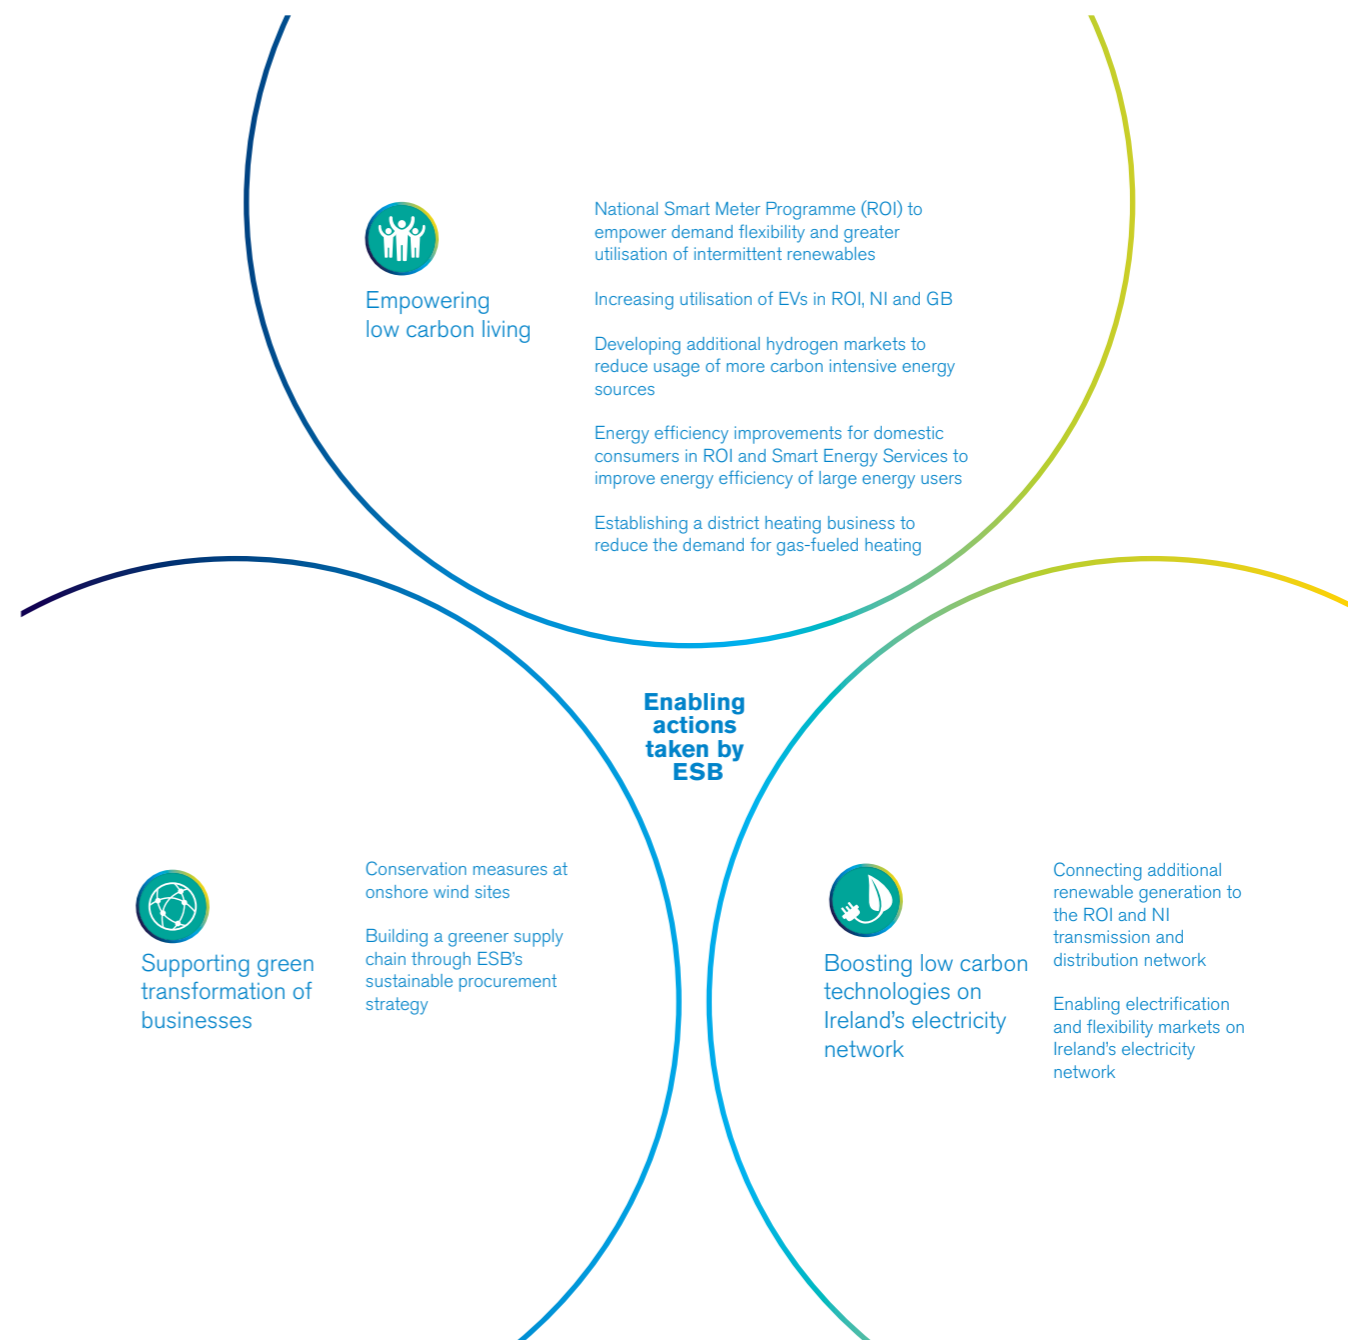 Empowering
low carbon living
National Smart Meter Programme (ROI) to
empower demand flexibility and greater
utilisation of intermittent renewables
Increasing utilisation of EVs in ROI, NI and GB
Developing additional hydrogen markets to
reduce usage of more carbon intensive energy
sources
Energy efficiency improvements for domestic
consumers in ROI and Smart Energy Services to
improve energy efficiency of large energy users
Establishing a district heating business to
reduce the demand for gas-fueled heating
Enabling
actions
taken by
ESB
Supporting green
transformation of
businesses
Conservation measures at
onshore wind sites
Building a greener supply
chain through ESB's
sustainable procurement
strategy
Boosting low carbon
technologies on
Ireland's electricity
network
Connecting additional
renewable generation to
the ROI and NI
transmission and
distribution network
Enabling electrification
and flexibility markets on
Ireland's electricity
network